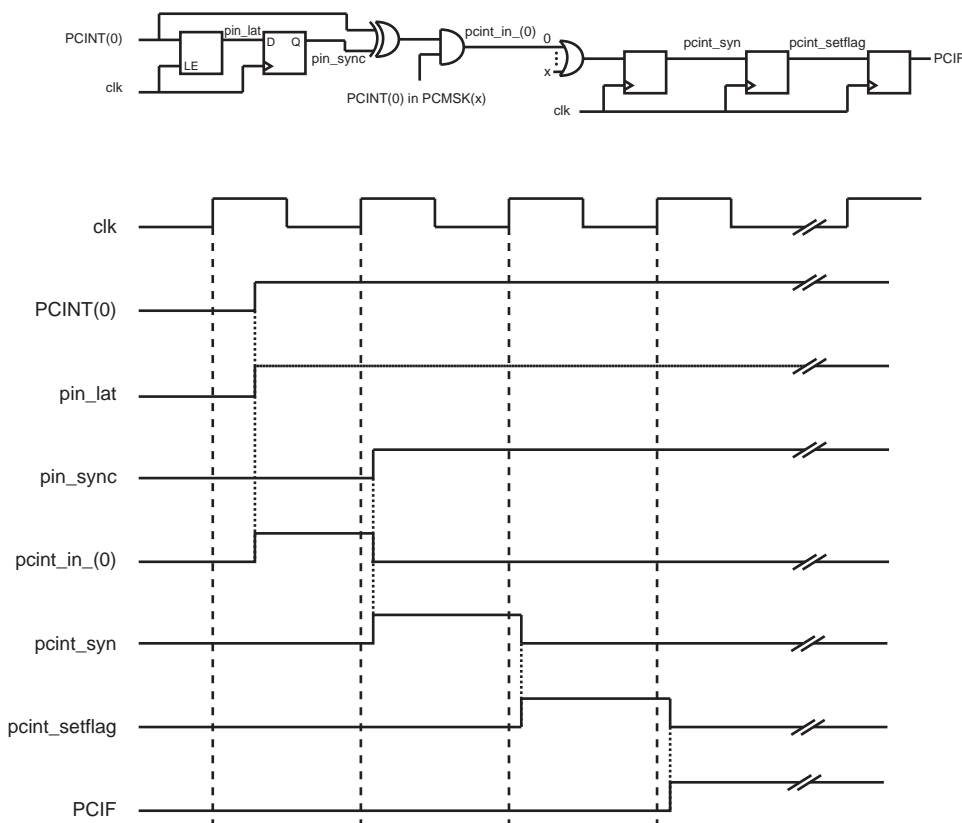 PCINT(0)
pin_lat
D Q
LE
clk
pin_sync
PCINT(0) in PCMSK(x)
pcint_in_(0)
0
x
clk
pcint_syn
pcint_setflag
PCIF
clk
PCINT(0)
pin_lat
pin_sync
pcint_in_(0)
pcint_syn
pcint_setflag
PCIF